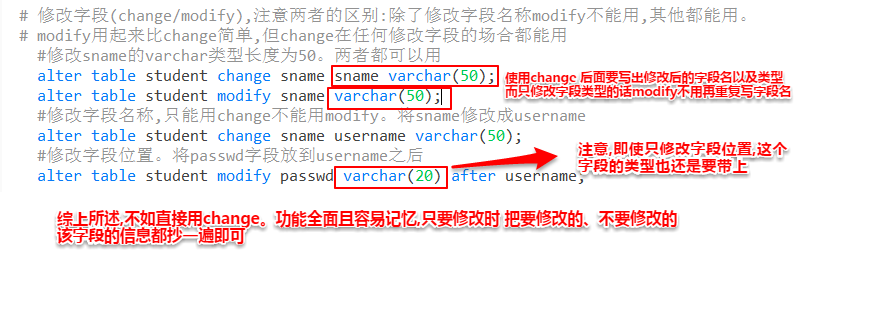 # 修改字段(change/modify),注意两者的区别:除了修改字段名称modify不能用,其他都能用。
# modify用起来比change简单,但change在任何修改字段的场合都能用
#修改sname的varchar类型长度为50。两者都可以用
alter table student change sname sname varchar(50);
使用change 后面要写出修改后的字段名以及类型
alter table student modify sname varchar(50);
而只修改字段类型的话modify不用再重复写字段名
#修改字段名称,只能用change不能用modify。将sname修改成username
alter table student change sname username varchar(50);
#修改字段位置。将passwd字段放到username之后
注意,即使只修改字段位置,这个
字段的类型也还是要带上
alter table student modify passwd varchar(20) after username;
综上所述,不如直接用change。功能全面且容易记忆,只要修改时 把要修改的、不要修改的
该字段的信息都抄一遍即可